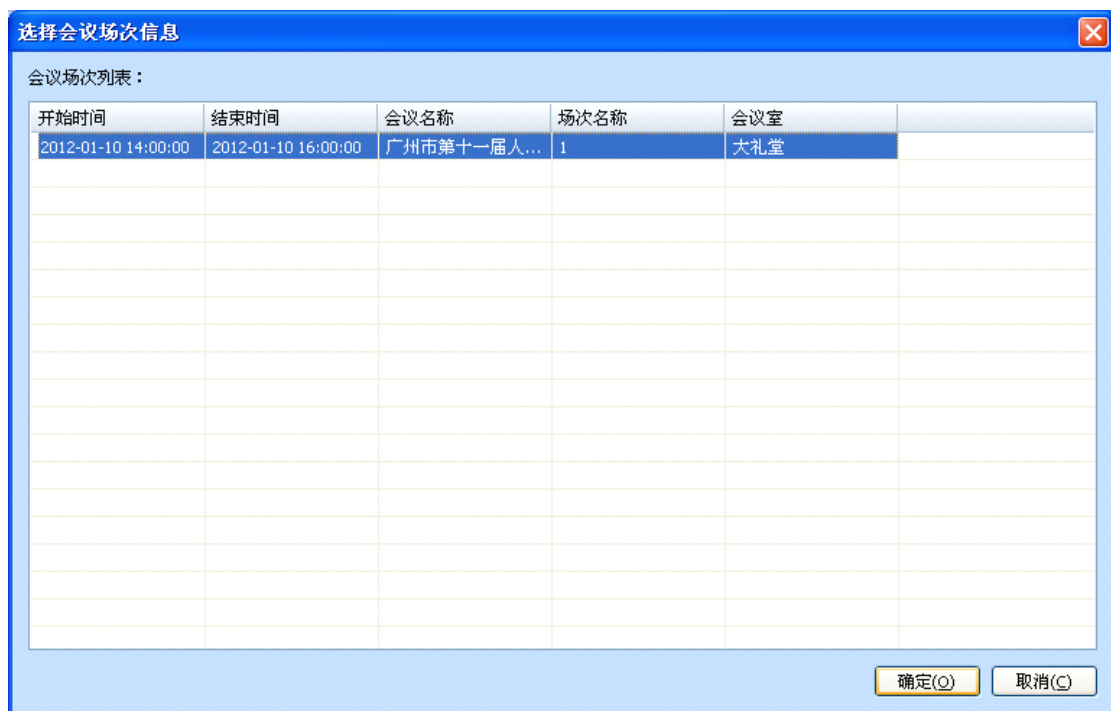 选择会议场次信息
会议场次列表：
开始时间 结束时间 会议名称 场次名称 会议室
2012-01-10 14:00:00 2012-01-10 16:00:00 广州市第十一届人... 1 大礼堂
确定(O) 取消(C)